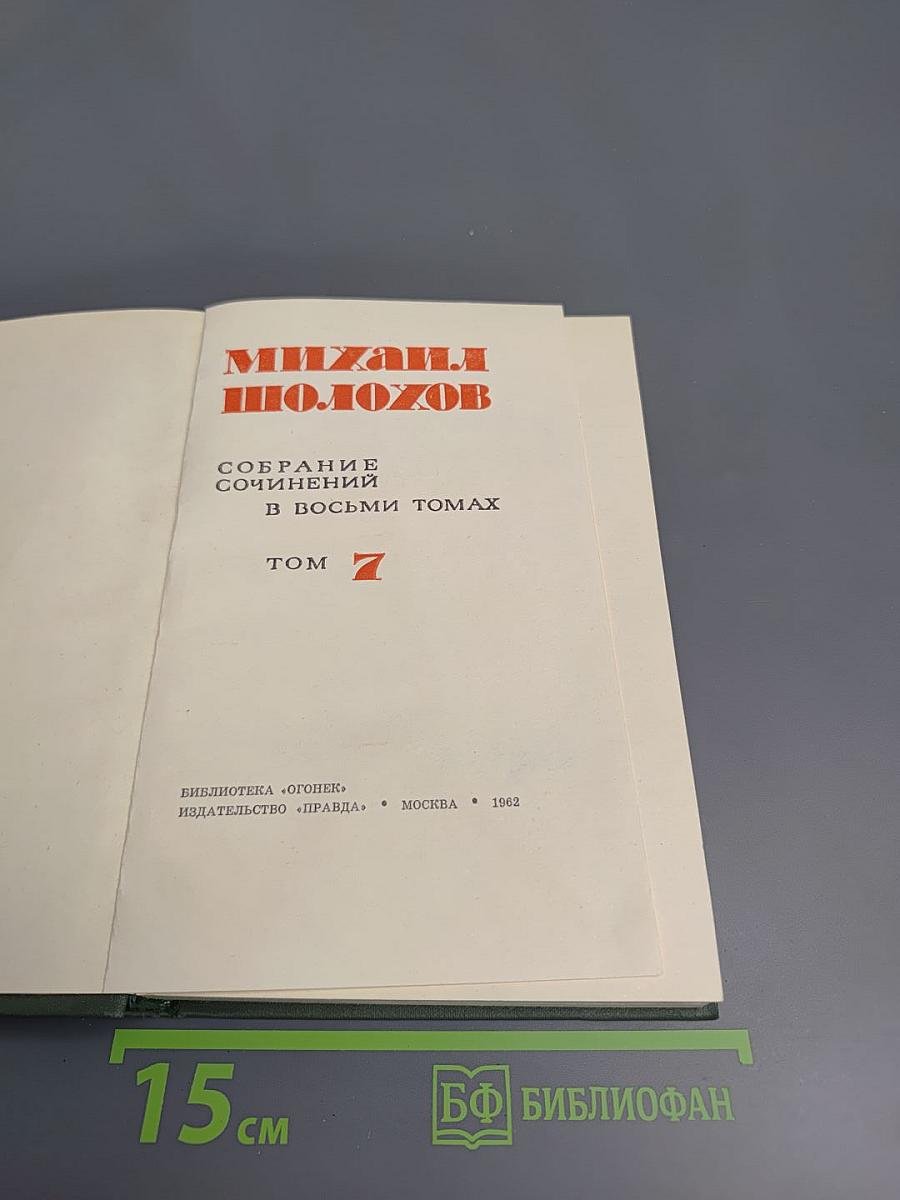 МИХАИЛ
ШОЛОХОВ
СОБРАНИЕ
СОЧИНЕНИЙ
В ВОСЬМИ ТОМАХ
ТОМ 7
БИБЛИОТЕКА «ОГОНЕК»
ИЗДАТЕЛЬСТВО «ПРАВДА» • МОСКВА • 1962
15 см
БФ БИБЛИОФАН